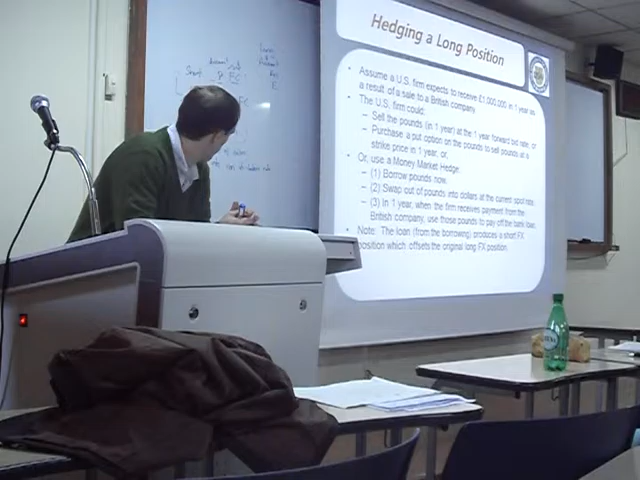 Hedging a Long Position
• Assume a U.S. firm expects to receive £1,000,000 in 1 year as
a result of a sale to a British company.
• The U.S. firm could:
– Sell the pounds (in 1 year) at the 1 year forward bid rate, or
– Purchase a put option on the pounds to sell pounds at a
strike price in 1 year, or,
• Or, use a Money Market Hedge:
– (1) Borrow pounds now.
– (2) Swap out of pounds into dollars at the current spot rate.
– (3) In 1 year, when the firm receives payment from the
British company, use those pounds to pay off the bank loan.
• Note: The loan (from the borrowing) produces a short FX
position which offsets the original long FX position.